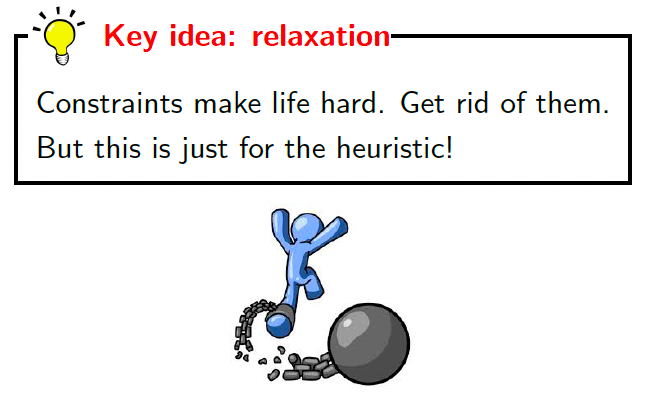 Key idea: relaxation
Constraints make life hard. Get rid of them.
But this is just for the heuristic!